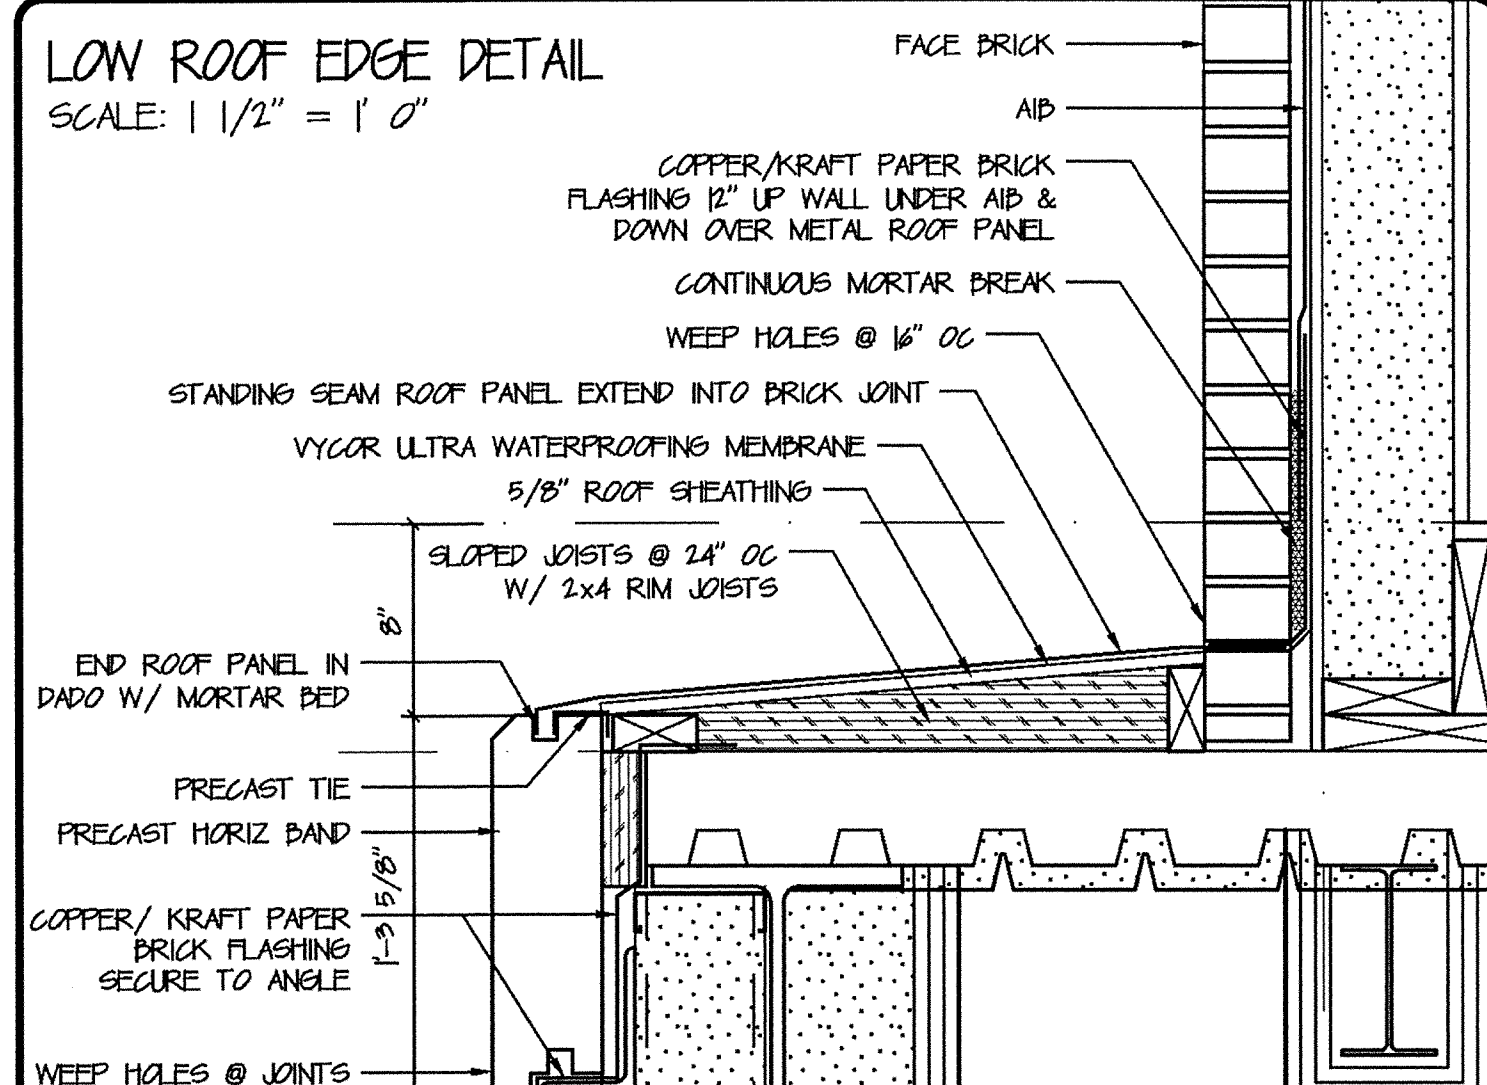 LOW ROOF EDGE DETAIL
SCALE: 1 1/2" = 1' 0"
FACE BRICK
AIB
COPPER/KRAFT PAPER BRICK
FLASHING 12" UP WALL UNDER AIB &
DOWN OVER METAL ROOF PANEL
CONTINUOUS MORTAR BREAK
WEEP HOLES @ 16" OC
STANDING SEAM ROOF PANEL EXTEND INTO BRICK JOINT
VYCOR ULTRA WATERPROOFING MEMBRANE
5/8" ROOF SHEATHING
SLOPED JOISTS @ 24" OC
W/ 2x4 RIM JOISTS
8"
END ROOF PANEL IN
DADO W/ MORTAR BED
PRECAST TIE
PRECAST HORIZ BAND
1'-3 5/8"
COPPER/ KRAFT PAPER
BRICK FLASHING
SECURE TO ANGLE
WEEP HOLES @ JOINTS